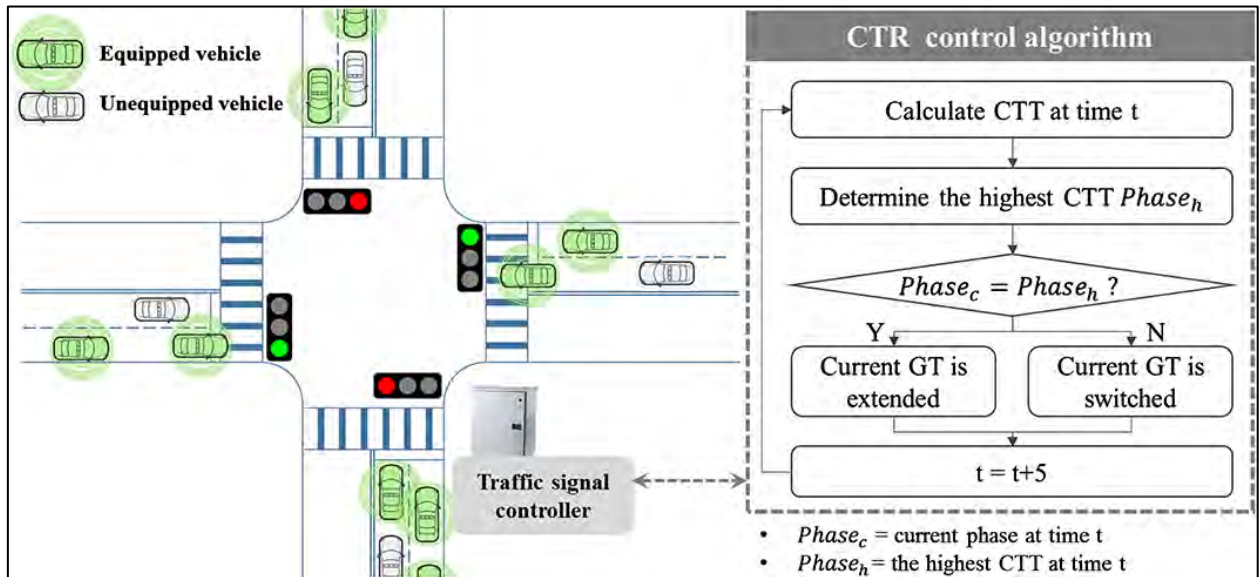 Equipped vehicle
Unequipped vehicle
Traffic signal
controller
CTR control algorithm
Calculate CTT at time t
Determine the highest CTT Phaseₕ
Phase꜀ = Phaseₕ ?
Y
N
Current GT is
extended
Current GT is
switched
t = t+5
• Phase꜀ = current phase at time t
• Phaseₕ = the highest CTT at time t